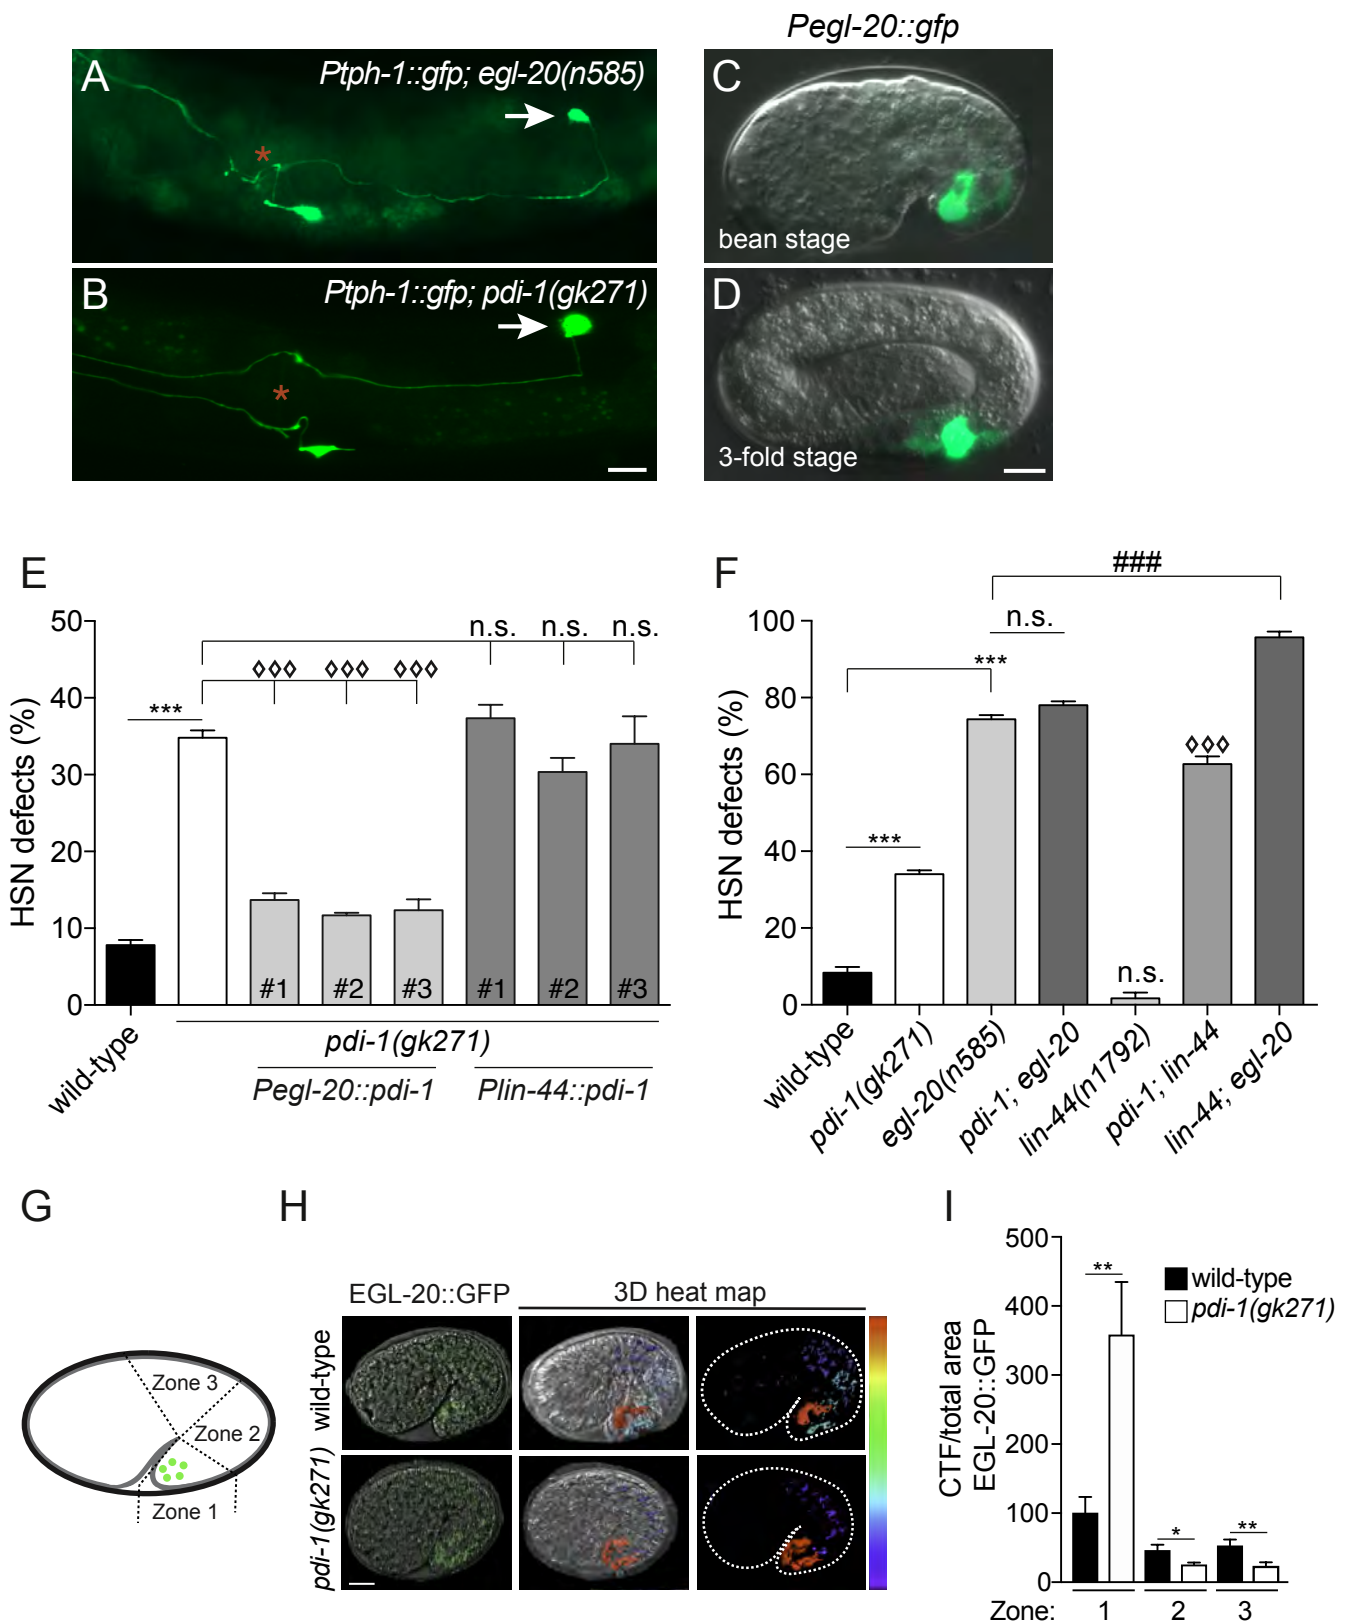 Pegl-20::gfp
A
Ptph-1::gfp; egl-20(n585)
*
B
Ptph-1::gfp; pdi-1(gk271)
*
C
bean stage
D
3-fold stage
E
HSN defects (%)
50
40
30
20
10
0
***
◊◊◊ ◊◊◊ ◊◊◊
n.s. n.s. n.s.
#1 #2 #3 #1 #2 #3
wild-type
pdi-1(gk271)
Pegl-20::pdi-1 Plin-44::pdi-1
F
HSN defects (%)
100
80
60
40
20
0
###
n.s.
***
***
n.s.
◊◊◊
wild-type
pdi-1(gk271)
egl-20(n585)
pdi-1; egl-20
lin-44(n1792)
pdi-1; lin-44
lin-44; egl-20
G
Zone 3
Zone 2
Zone 1
H
EGL-20::GFP 3D heat map
wild-type
pdi-1(gk271)
I
CTF/total area
EGL-20::GFP
500
400
300
200
100
0
**
*
**
wild-type
pdi-1(gk271)
Zone: 1 2 3